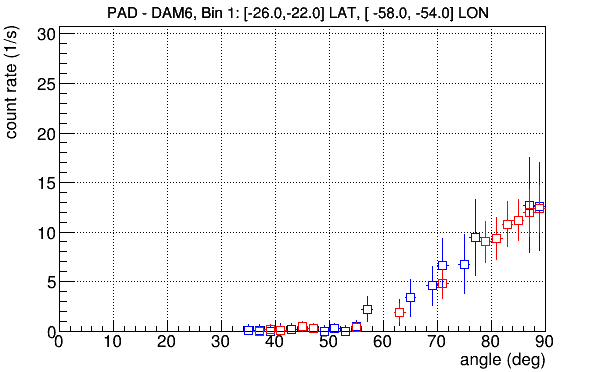 PAD - DAM6, Bin 1: [-26.0,-22.0] LAT, [ -58.0, -54.0] LON
count rate (1/s)
30
25
20
15
10
5
0
0 10 20 30 40 50 60 70 80 90
angle (deg)